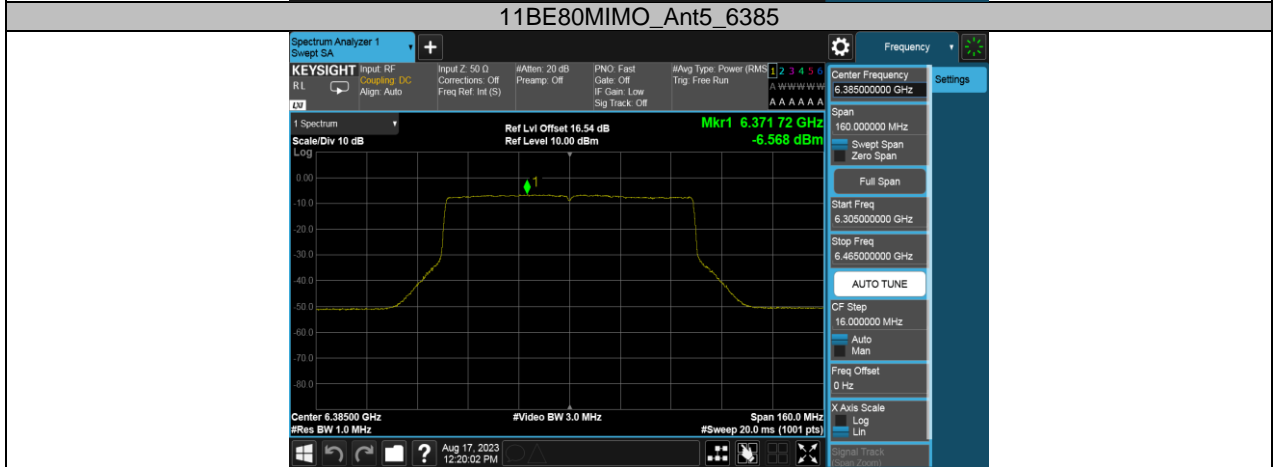 11BE80MIMO_Ant5_6385
Spectrum Analyzer 1
Swept SA
Frequency
KEYSIGHT
RL
LXI
Input: RF
Coupling: DC
Align: Auto
Input Z: 50 Ω
Corrections: Off
Freq Ref: Int (S)
#Atten: 20 dB
Preamp: Off
PNO: Fast
Gate: Off
IF Gain: Low
Sig Track: Off
#Avg Type: Power (RMS
Trig: Free Run
1 2 3 4 5 6
A W W W W W
A A A A A A
1 Spectrum
Scale/Div 10 dB
Log
Ref Lvl Offset 16.54 dB
Ref Level 10.00 dBm
Mkr1 6.371 72 GHz
-6.568 dBm
1
0.00
-10.0
-20.0
-30.0
-40.0
-50.0
-60.0
-70.0
-80.0
Center 6.38500 GHz
#Res BW 1.0 MHz
#Video BW 3.0 MHz
Span 160.0 MHz
#Sweep 20.0 ms (1001 pts)
Center Frequency
6.385000000 GHz
Settings
Span
160.000000 MHz
Swept Span
Zero Span
Full Span
Start Freq
6.305000000 GHz
Stop Freq
6.465000000 GHz
AUTO TUNE
CF Step
16.000000 MHz
Auto
Man
Freq Offset
0 Hz
X Axis Scale
Log
Lin
Signal Track
(Span Zoom)
?
Aug 17, 2023
12:20:02 PM